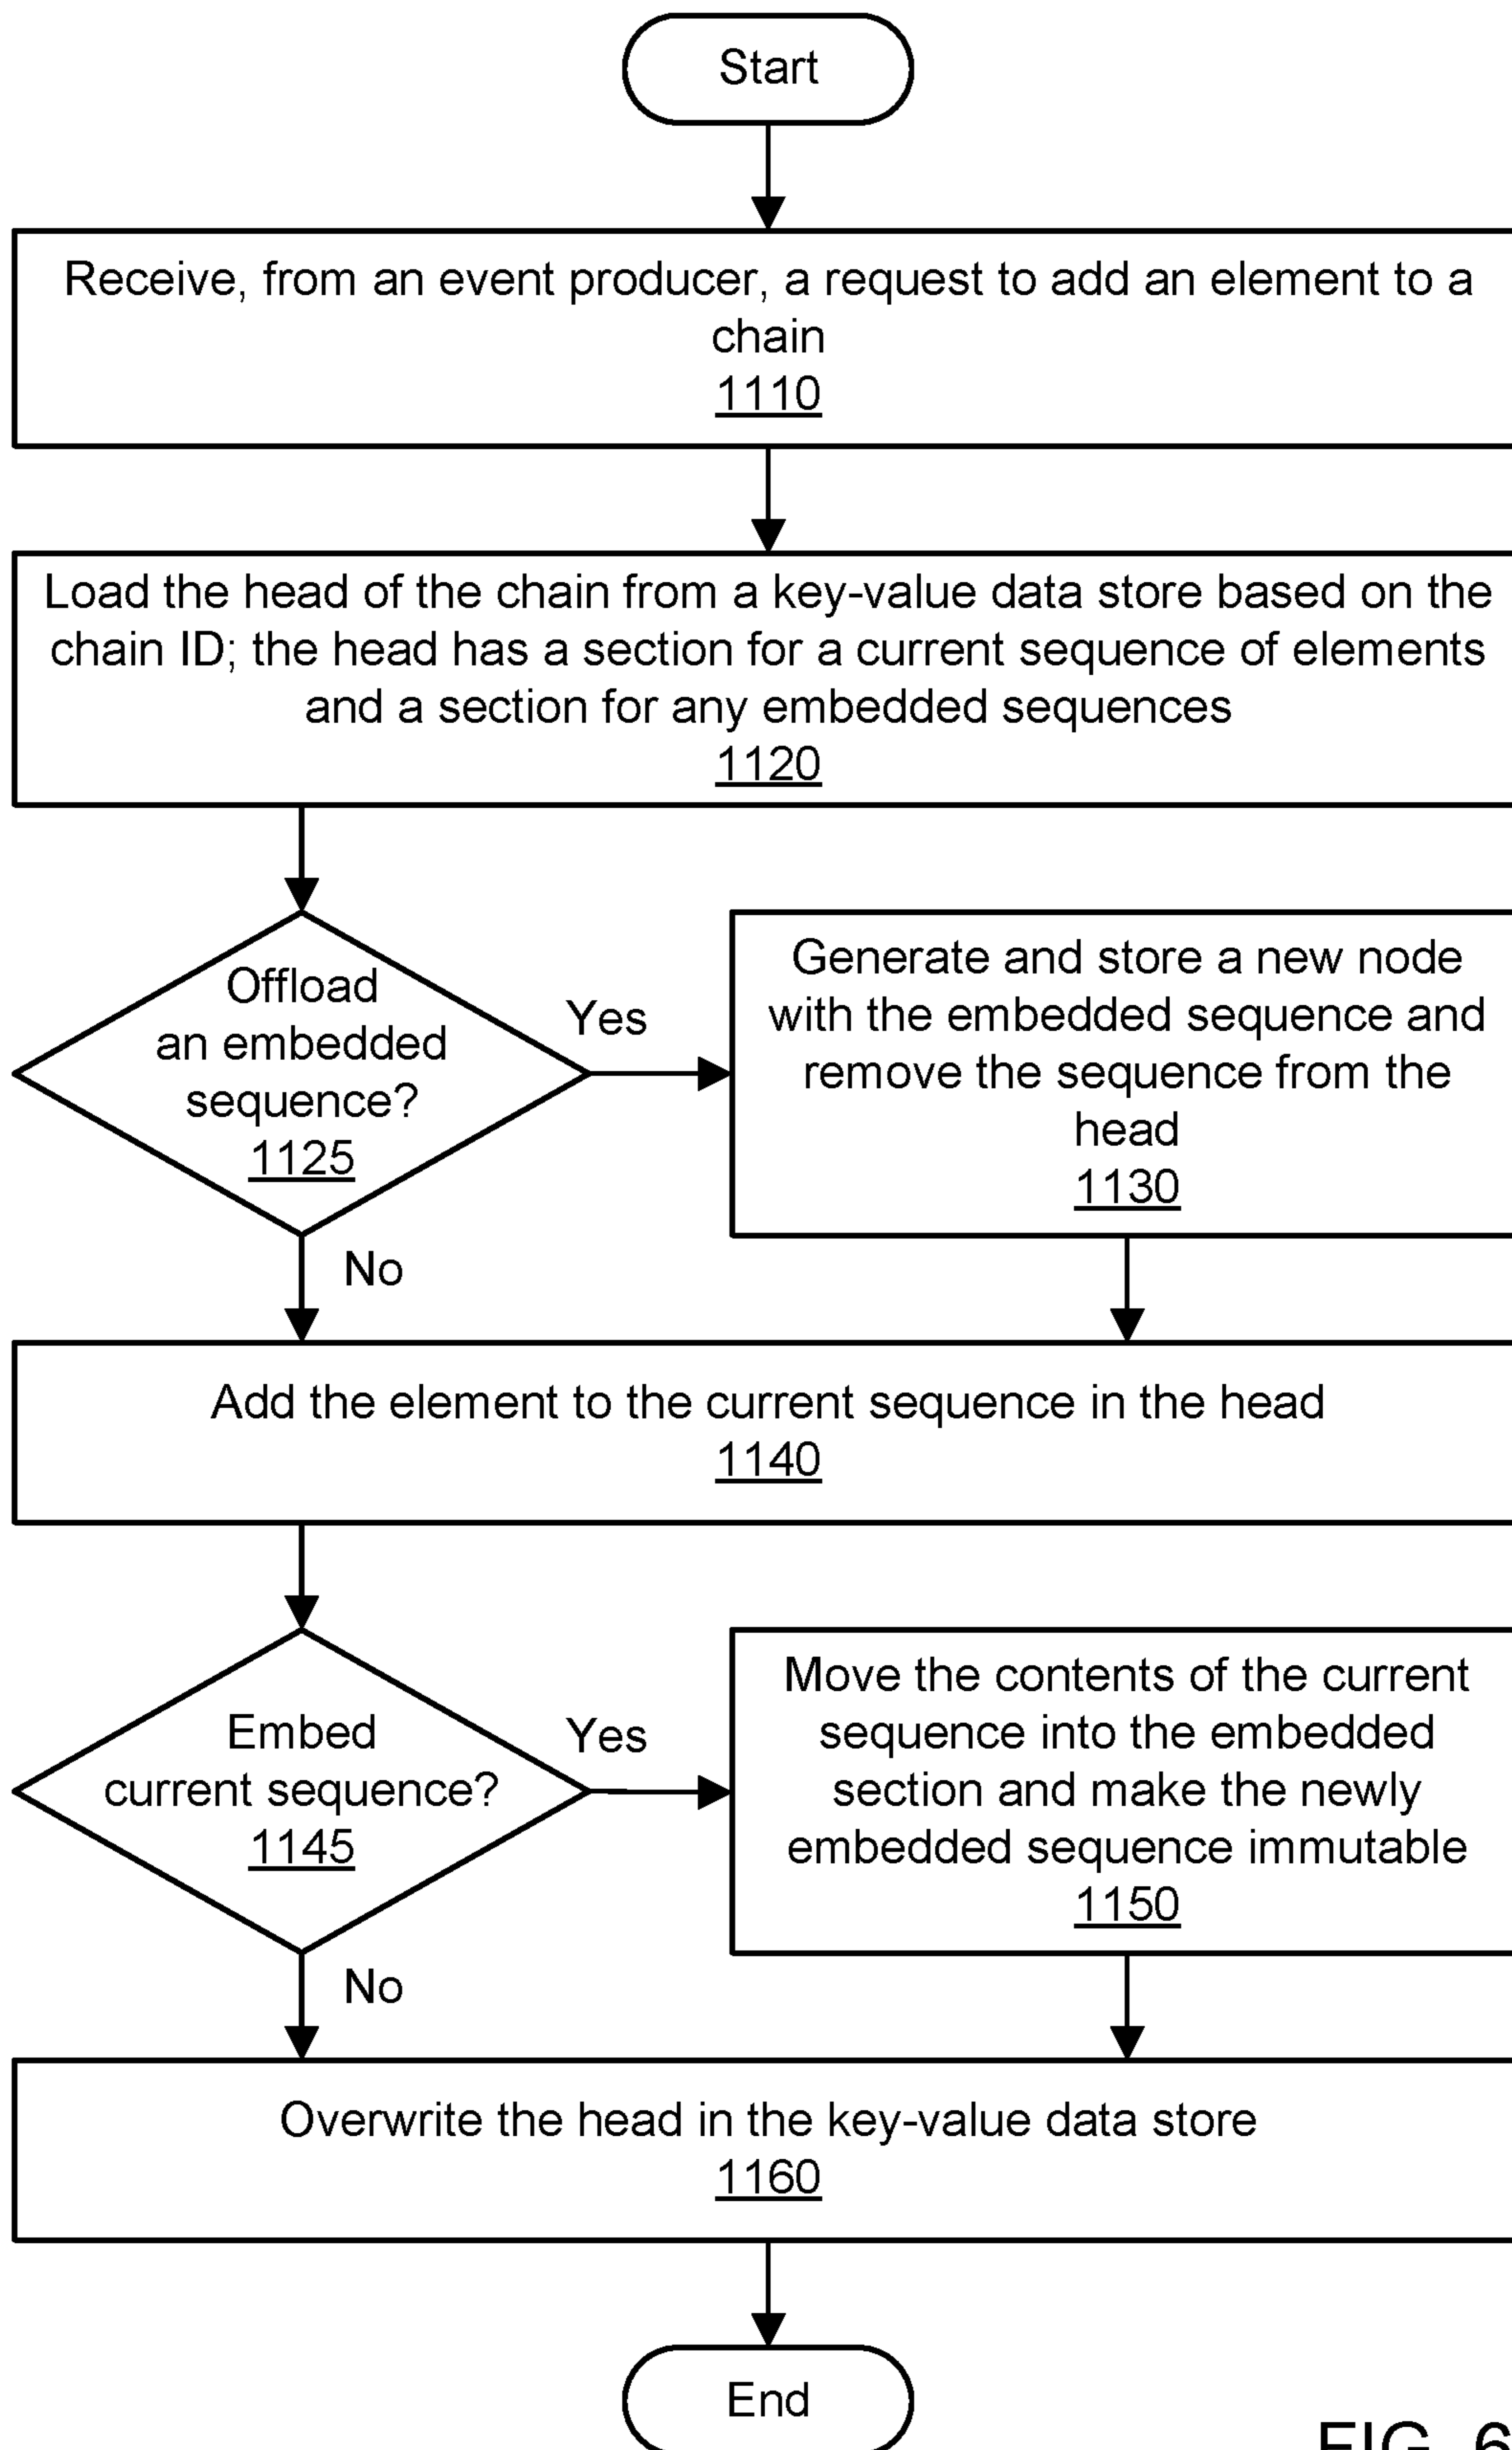 Start
Receive, from an event producer, a request to add an element to a
chain
1110
Load the head of the chain from a key-value data store based on the
chain ID; the head has a section for a current sequence of elements
and a section for any embedded sequences
1120
Offload
an embedded
sequence?
1125
Yes
No
Generate and store a new node
with the embedded sequence and
remove the sequence from the
head
1130
Add the element to the current sequence in the head
1140
Embed
current sequence?
1145
Yes
No
Move the contents of the current
sequence into the embedded
section and make the newly
embedded sequence immutable
1150
Overwrite the head in the key-value data store
1160
End
FIG. 6